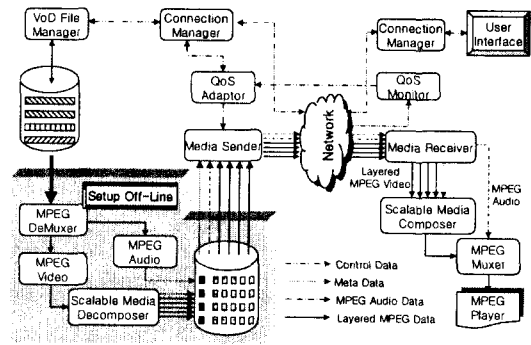 VoD File
Manager
Connection
Manager
Connection
Manager
User
Interface
QoS
Adaptor
QoS
Monitor
Media Sender
Network
Media Receiver
Layered
MPEG Video
MPEG
Audio
Setup Off-Line
MPEG
DeMuxer
MPEG
Audio
MPEG
Video
Scalable Media
Decomposer
Scalable Media
Composer
MPEG
Muxer
MPEG
Player
Control Data
Meta Data
MPEG Audio Data
Layered MPEG Data